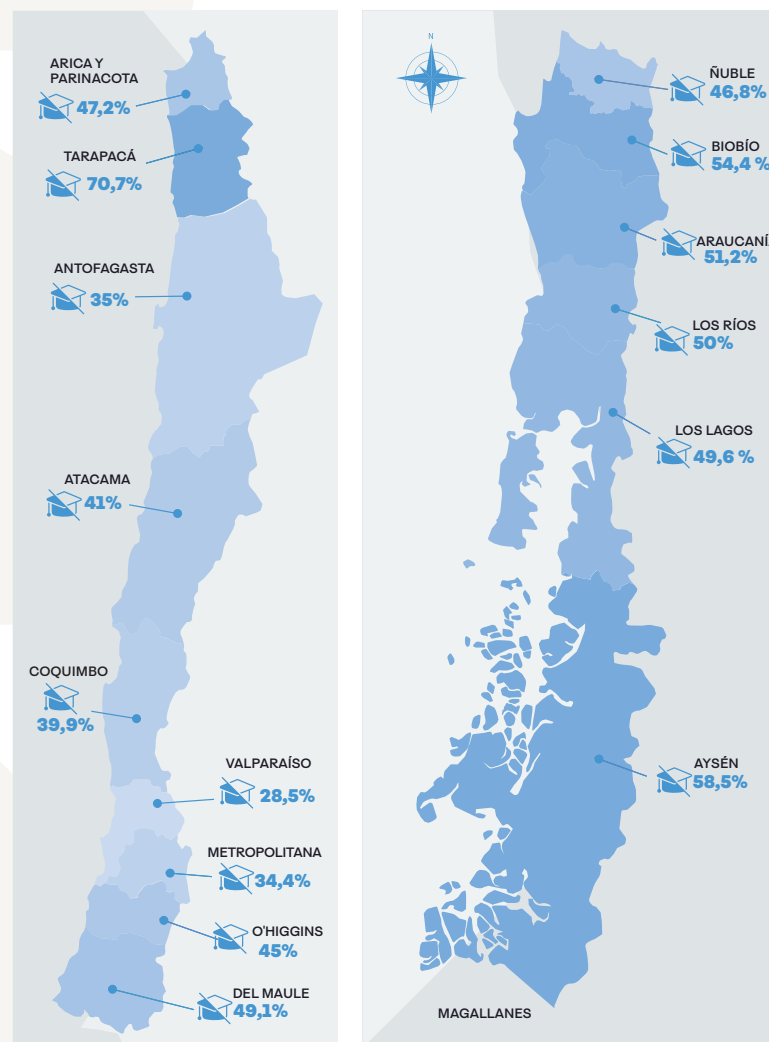 ARICA Y
PARINACOTA
47,2%
TARAPACÁ
70,7%
ANTOFAGASTA
35%
ATACAMA
41%
COQUIMBO
39,9%
VALPARAÍSO
28,5%
METROPOLITANA
34,4%
O'HIGGINS
45%
DEL MAULE
49,1%
N
ÑUBLE
46,8%
BIOBÍO
54,4 %
ARAUCANÍ
51,2%
LOS RÍOS
50%
LOS LAGOS
49,6 %
AYSÉN
58,5%
MAGALLANES